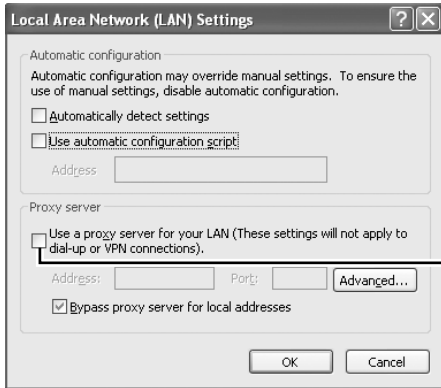 Local Area Network (LAN) Settings
Automatic configuration
Automatic configuration may override manual settings. To ensure the
use of manual settings, disable automatic configuration.
Automatically detect settings
Use automatic configuration script
Address
Proxy server
Use a proxy server for your LAN (These settings will not apply to
dial-up or VPN connections).
Address:
Port:
Advanced...
Bypass proxy server for local addresses
OK
Cancel